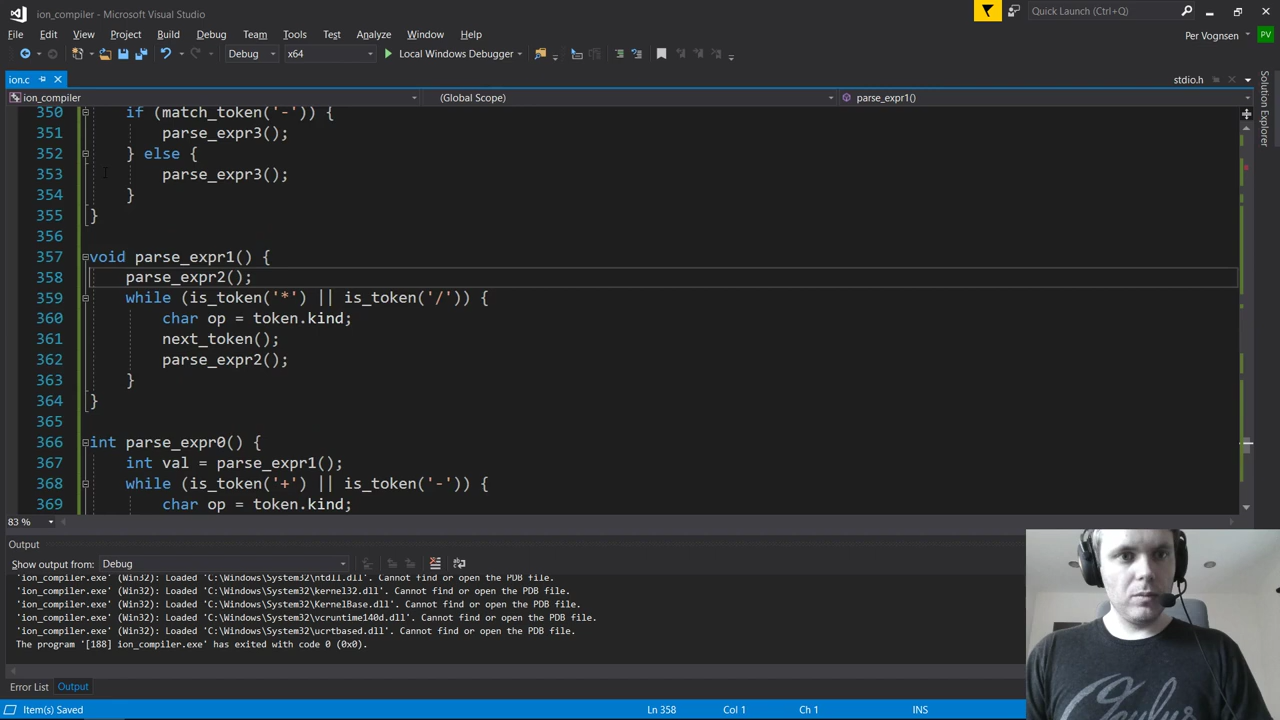 ion_compiler - Microsoft Visual Studio
Quick Launch (Ctrl+Q)
File Edit View Project Build Debug Team Tools Test Analyze Window Help
Per Vognsen PV
Debug x64 Local Windows Debugger
ion.c stdio.h
ion_compiler (Global Scope) parse_expr1()
350 if (match_token('-')) {
351 parse_expr3();
352 } else {
353 parse_expr3();
354 }
355 }
356
357 void parse_expr1() {
358 parse_expr2();
359 while (is_token('*') || is_token('/')) {
360 char op = token.kind;
361 next_token();
362 parse_expr2();
363 }
364 }
365
366 int parse_expr0() {
367 int val = parse_expr1();
368 while (is_token('+') || is_token('-')) {
369 char op = token.kind;
Solution Explorer
83 %
Output
Show output from: Debug
'ion_compiler.exe' (Win32): Loaded 'C:\Windows\System32\ntdll.dll'. Cannot find or open the PDB file.
'ion_compiler.exe' (Win32): Loaded 'C:\Windows\System32\kernel32.dll'. Cannot find or open the PDB file.
'ion_compiler.exe' (Win32): Loaded 'C:\Windows\System32\KernelBase.dll'. Cannot find or open the PDB file.
'ion_compiler.exe' (Win32): Loaded 'C:\Windows\System32\vcruntime140d.dll'. Cannot find or open the PDB file.
'ion_compiler.exe' (Win32): Loaded 'C:\Windows\System32\ucrtbased.dll'. Cannot find or open the PDB file.
The program '[188] ion_compiler.exe' has exited with code 0 (0x0).
Error List Output
Item(s) Saved Ln 358 Col 1 Ch 1 INS